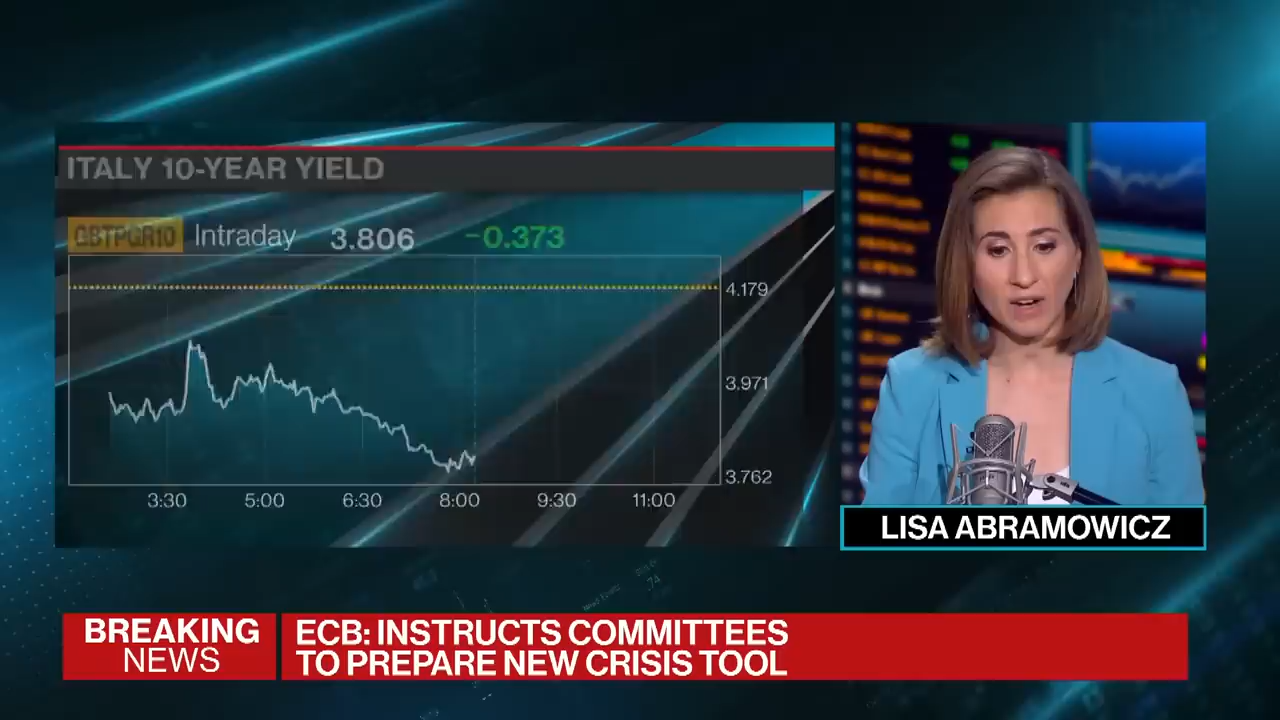 ITALY 10-YEAR YIELD
GBTPGR10 Intraday 3.806 -0.373
4.179
3.971
3.762
3:30 5:00 6:30 8:00 9:30 11:00
LISA ABRAMOWICZ
BREAKING
NEWS
ECB: INSTRUCTS COMMITTEES
TO PREPARE NEW CRISIS TOOL